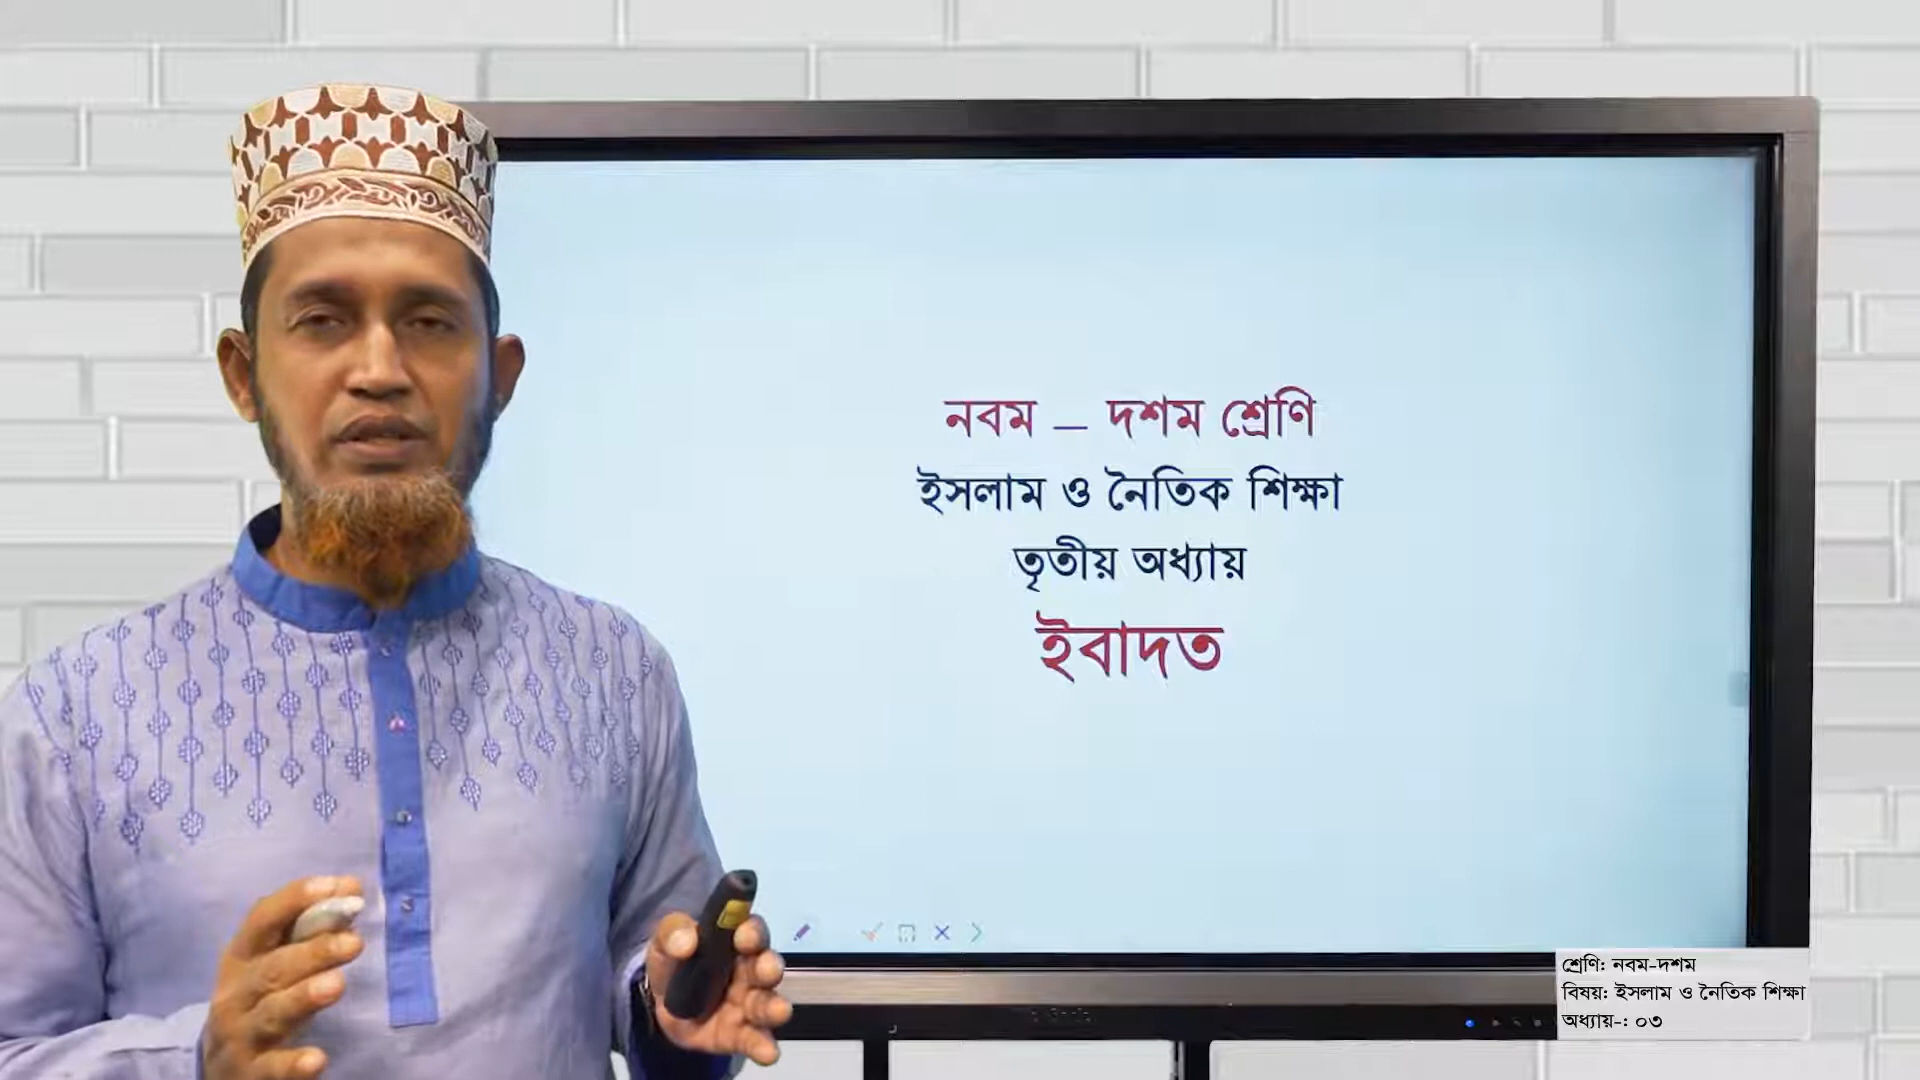 নবম – দশম শ্রেণি
ইসলাম ও নৈতিক শিক্ষা
তৃতীয় অধ্যায়
ইবাদত
শ্রেণি: নবম-দশম
বিষয়: ইসলাম ও নৈতিক শিক্ষা
অধ্যায়-: ০৩